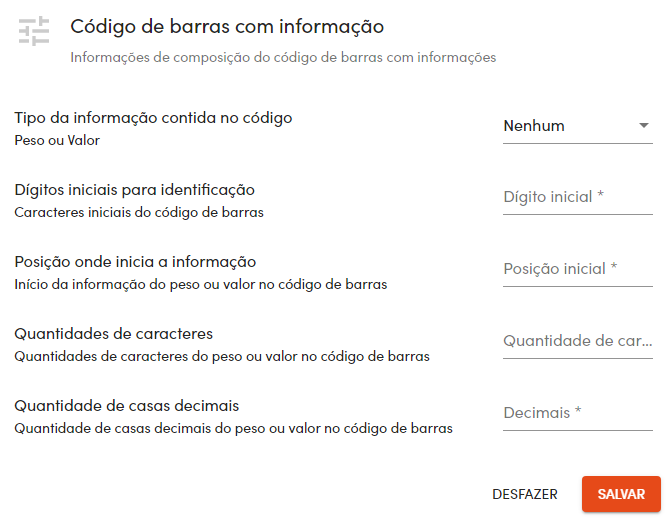 Código de barras com informação
Informações de composição do código de barras com informações
Tipo da informação contida no código
Peso ou Valor
Nenhum
Dígitos iniciais para identificação
Caracteres iniciais do código de barras
Dígito inicial *
Posição onde inicia a informação
Início da informação do peso ou valor no código de barras
Posição inicial *
Quantidades de caracteres
Quantidades de caracteres do peso ou valor no código de barras
Quantidade de car...
Quantidade de casas decimais
Quantidade de casas decimais do peso ou valor no código de barras
Decimais *
DESFAZER
SALVAR